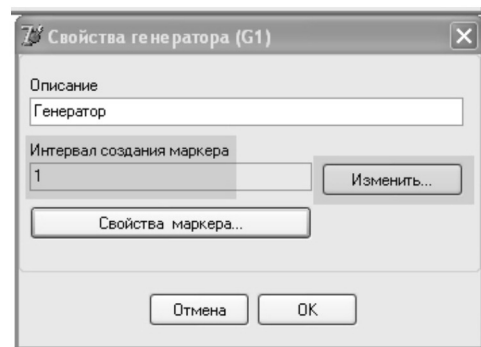 Свойства генератора (G1)
Описание
Генератор
Интервал создания маркера
1
Изменить...
Свойства маркера...
Отмена
OK